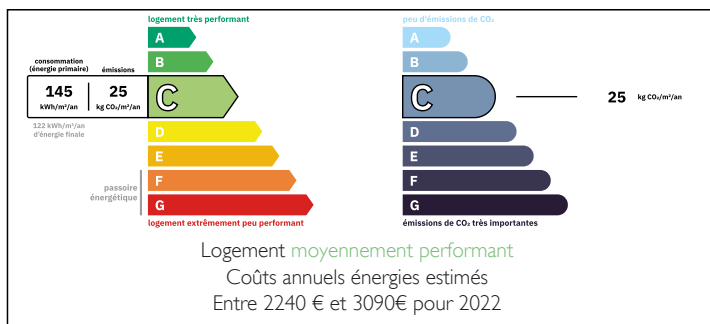 logement très performant
A
B
consommation
(énergie primaire)
émissions
145
kWh/m²/an
25
kg CO₂/m²/an
C
122 kWh/m²/an
d'énergie finale
D
E
F
G
passoire
énergétique
logement extrêmement peu performant
peu d'émissions de CO₂
A
B
C
25 kg CO₂/m²/an
D
E
F
G
émissions de CO₂ très importantes
Logement moyennement performant
Coûts annuels énergies estimés
Entre 2240 € et 3090€ pour 2022